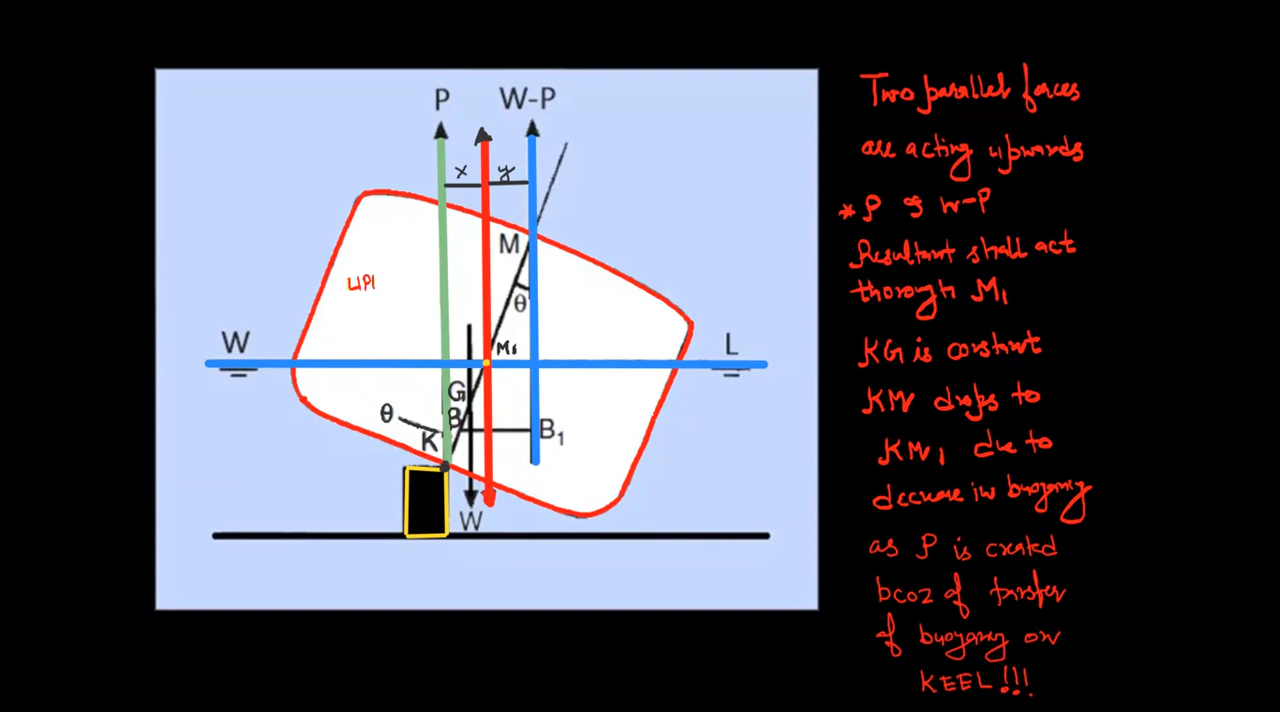 P
W-P
x
y
M
θ
LIPI
W
L
M₁
G
B
θ
K
B₁
W
Two parallel forces
are acting upwards
* P & W-P
Resultant shall act
thorough M₁
KG is constant
KM drops to
KM₁ due to
decrease in buoyancy
as P is created
bcoz of transfer
of buoyancy on
KEEL!!!